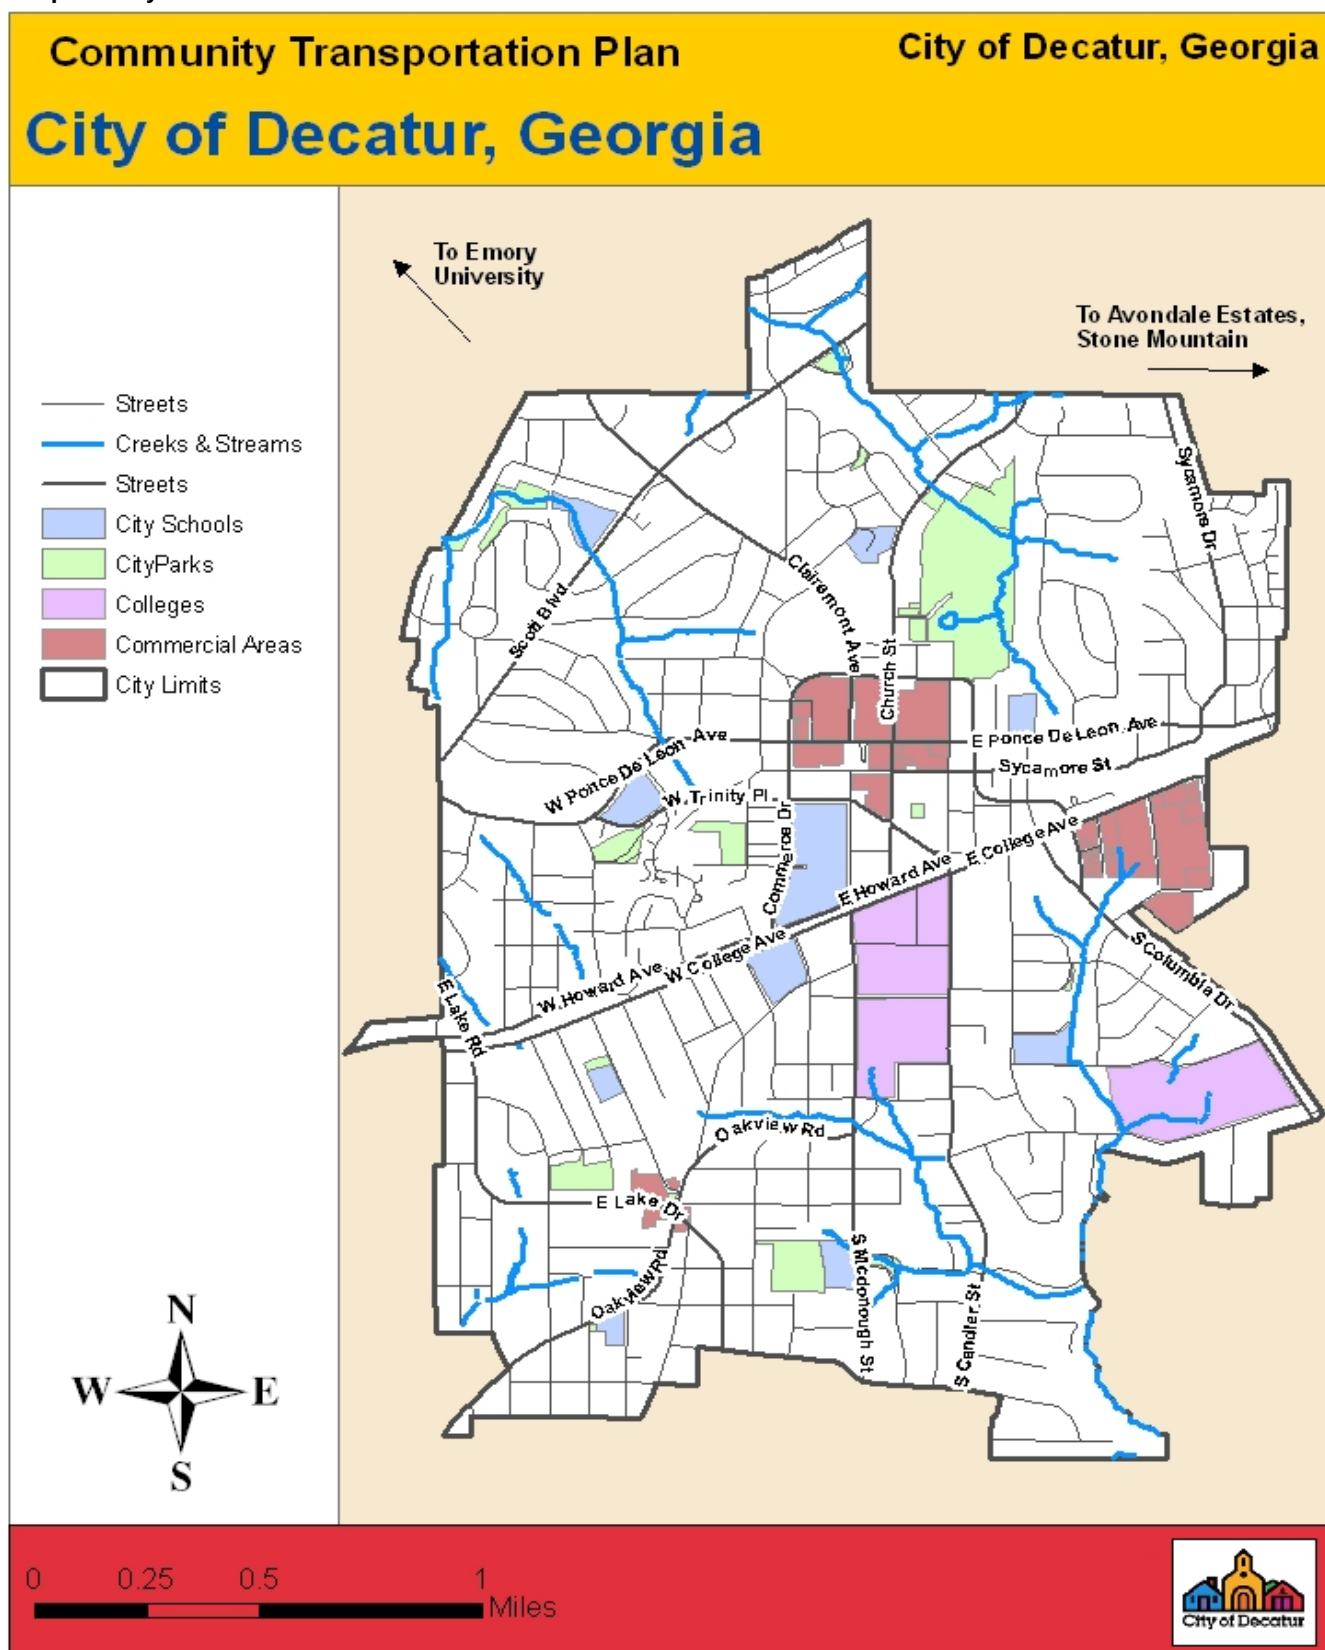 Community Transportation Plan
City of Decatur, Georgia
City of Decatur, Georgia
To Emory
University
To Avondale Estates,
Stone Mountain
Streets
Creeks & Streams
Streets
City Schools
CityParks
Colleges
Commercial Areas
City Limits
Sycamore Dr
Clairemont Ave
Scott Blvd
Church St
W Ponce De Leon Ave
E Ponce De Leon Ave
Sycamore St
W Trinity Pl
Commerce Dr
E Howard Ave
E College Ave
W Howard Ave
W College Ave
S Columbia Dr
E Lake Rd
Oakview Rd
E Lake Dr
Oakview Rd
S Mcdonough St
S Candler St
N
W
E
S
0
0.25
0.5
1
Miles
City of Decatur